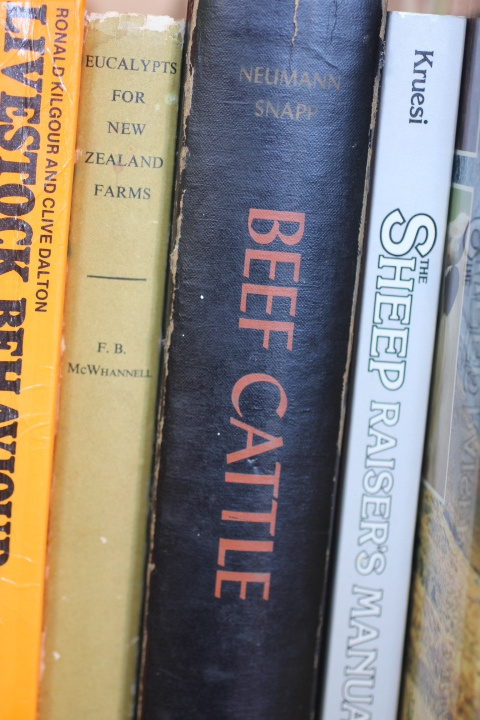 RONALD KILGOUR AND CLIVE DALTON
LIVESTOCK BEHAVIOUR
EUCALYPTS
FOR
NEW
ZEALAND
FARMS
F. B.
McWHANNELL
NEUMANN
SNAPP
BEEF CATTLE
Kruesi
THE
SHEEP RAISER'S MANUA